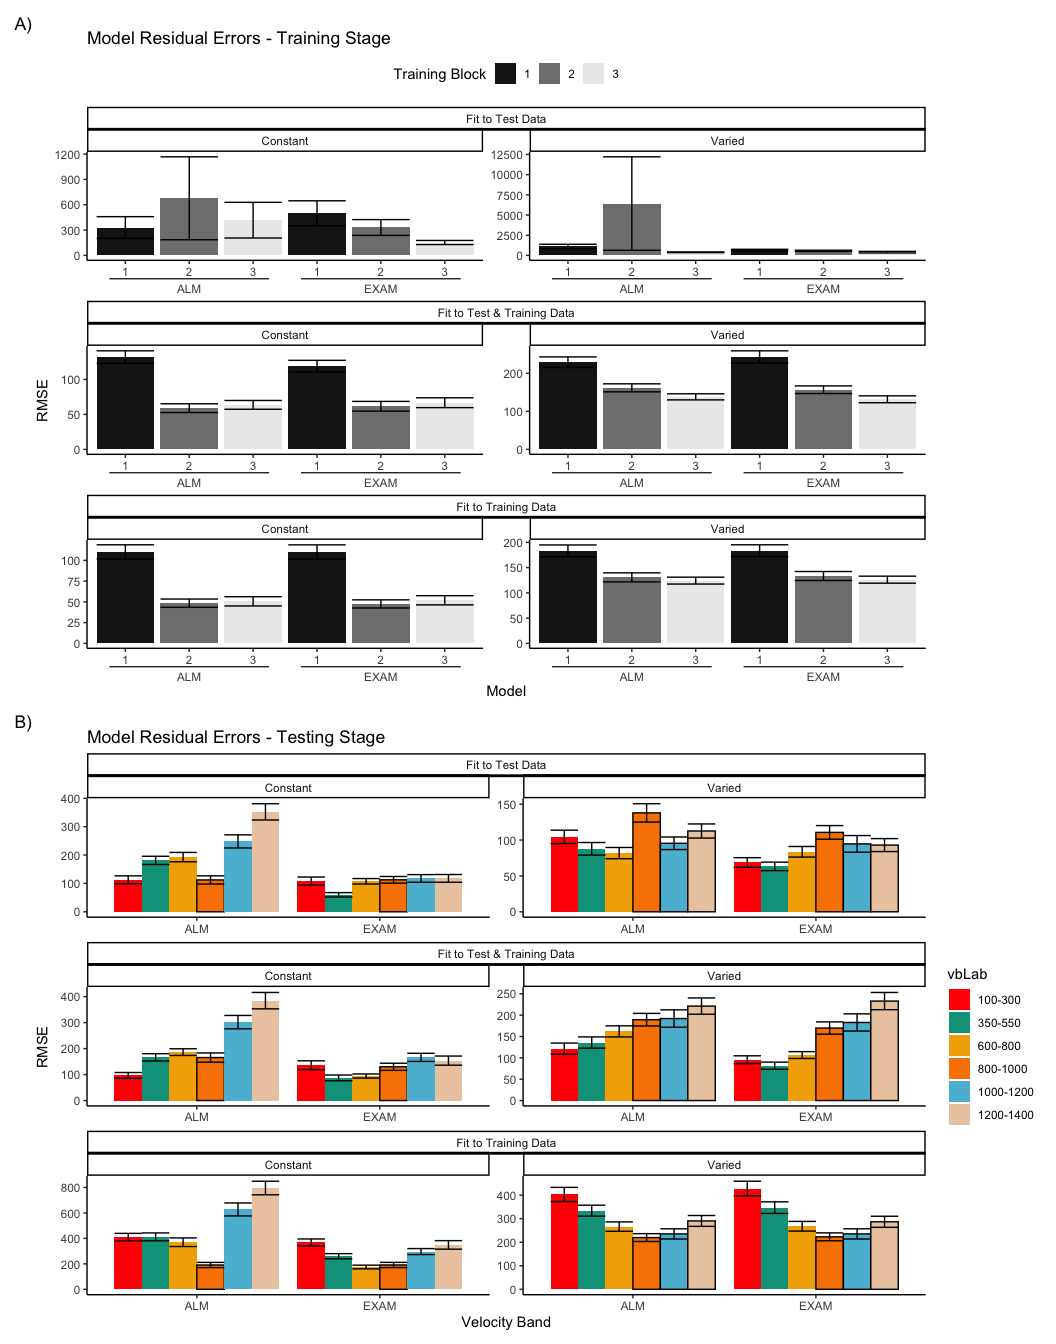 A)
Model Residual Errors - Training Stage
Training Block 1 2 3
Fit to Test Data
Constant Varied
1200
900
600
300
0
12500
10000
7500
5000
2500
0
1 2 3 1 2 3 1 2 3 1 2 3
ALM EXAM ALM EXAM
Fit to Test & Training Data
Constant Varied
100
50
0
200
100
0
RMSE
1 2 3 1 2 3 1 2 3 1 2 3
ALM EXAM ALM EXAM
Fit to Training Data
Constant Varied
100
75
50
25
0
200
150
100
50
0
1 2 3 1 2 3 1 2 3 1 2 3
ALM EXAM ALM EXAM
Model
B)
Model Residual Errors - Testing Stage
Fit to Test Data
Constant Varied
400
300
200
100
0
150
100
50
0
ALM EXAM ALM EXAM
Fit to Test & Training Data
Constant Varied
400
300
200
100
0
250
200
150
100
50
0
RMSE
ALM EXAM ALM EXAM
Fit to Training Data
Constant Varied
800
600
400
200
0
400
300
200
100
0
ALM EXAM ALM EXAM
Velocity Band
vbLab
100-300
350-550
600-800
800-1000
1000-1200
1200-1400